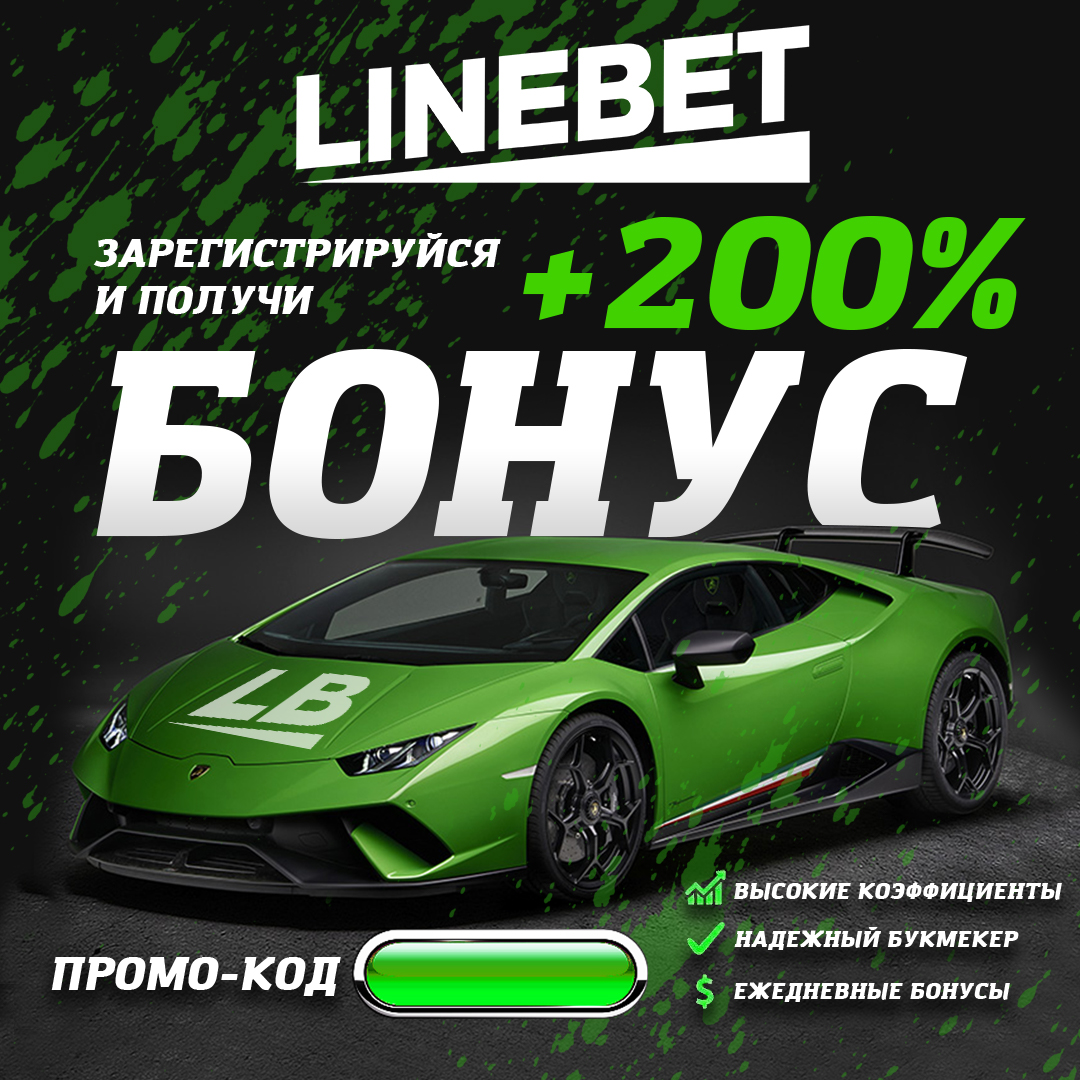 LINEBET
ЗАРЕГИСТРИРУЙСЯ
И ПОЛУЧИ
+200%
БОНУС
LB
ВЫСОКИЕ КОЭФФИЦИЕНТЫ
НАДЕЖНЫЙ БУКМЕКЕР
ПРОМО-КОД
ЕЖЕДНЕВНЫЕ БОНУСЫ